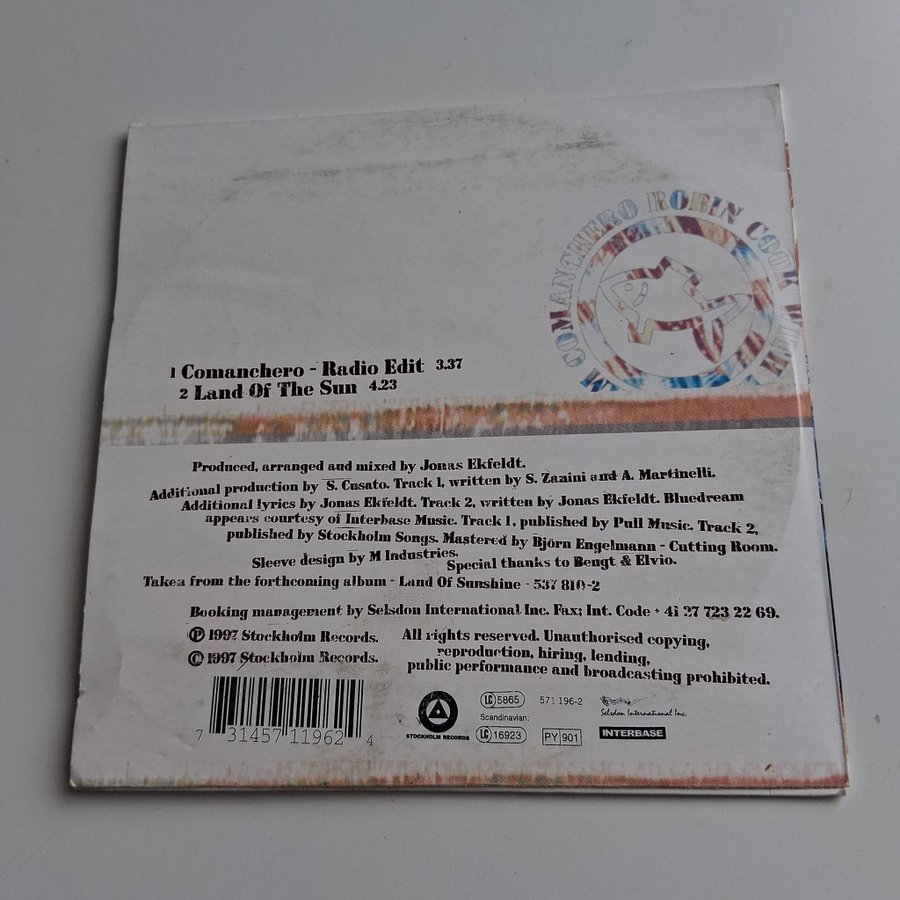 COMANCHERO ROBIN COOK
1 Comanchero - Radio Edit 3.37
2 Land Of The Sun 4.23
Produced, arranged and mixed by Jonas Ekfeldt.
Additional production by S. Cusato. Track 1, written by S. Zanini and A. Martinelli.
Additional lyrics by Jonas Ekfeldt. Track 2, written by Jonas Ekfeldt. Bluedream
appears courtesy of Interbase Music. Track 1, published by Pull Music. Track 2,
published by Stockholm Songs. Mastered by Björn Engelmann - Cutting Room.
Sleeve design by M Industries. Special thanks to Bengt & Elvio.
Taken from the forthcoming album - Land Of Sunshine - 537 810-2
Booking management by Selsdon International Inc. Fax; Int. Code + 41 27 723 22 69.
℗ 1997 Stockholm Records.
© 1997 Stockholm Records.
All rights reserved. Unauthorised copying,
reproduction, hiring, lending,
public performance and broadcasting prohibited.
7 31457 11962 4
STOCKHOLM RECORDS
LC 5865
Scandinavian:
LC 16923
571 196-2
PY 901
Selsdon International Inc.
INTERBASE